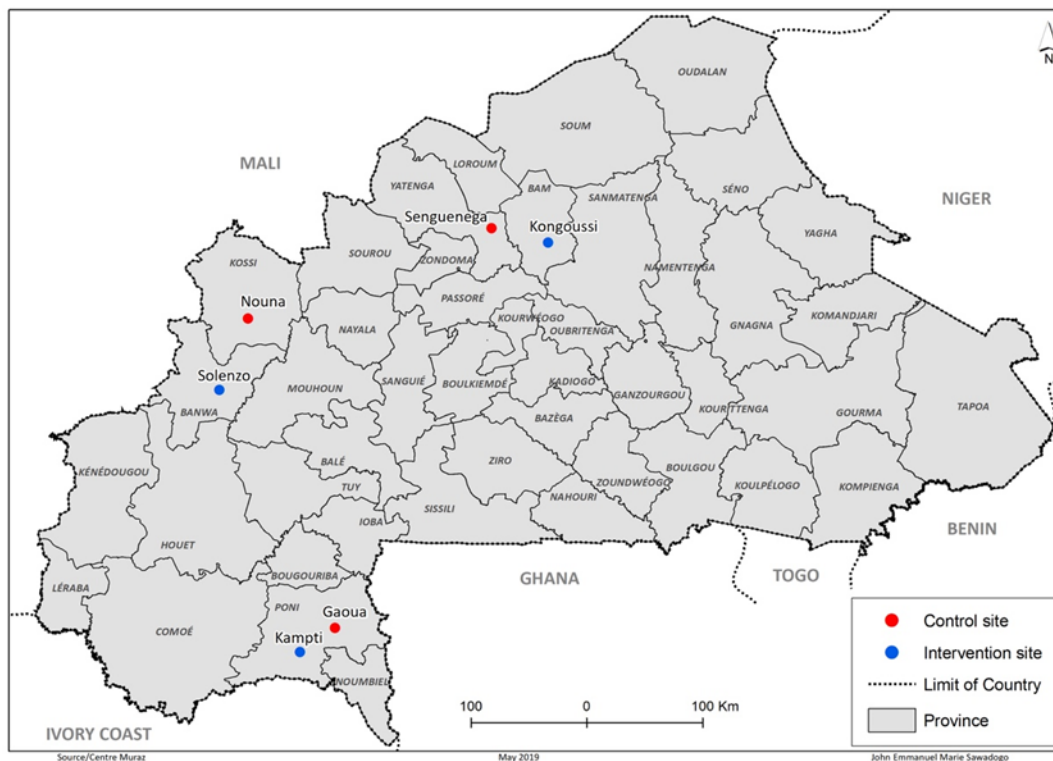 N
OUDALAN
SOUM
MALI
LOROUM
YATENGA
BAM
SANMATENGA
SÉNO
NIGER
Senguenega
Kongoussi
YAGHA
SOUROU
ZONDOMA
KOSSI
NAMENTENGA
PASSORÉ
Nouna
KOURWÉOGO
OUBRITENGA
GNAGNA
KOMANDJARI
NAYALA
Solenzo
MOUHOUN
SANGUIÉ
BOULKIEMDÉ
KADIOGO
GANZOURGOU
BANWA
KOURITTENGA
GOURMA
TAPOA
BAZÈGA
KÉNÉDOUGOU
BALÉ
ZIRO
BOULGOU
TUY
ZOUNDWÉOGO
KOULPÉLOGO
KOMPIENGA
SISSILI
NAHOURI
IOBA
HOUET
BENIN
BOUGOURIBA
GHANA
TOGO
LÉRABA
PONI
Gaoua
COMOÉ
Kampti
NOUMBIEL
Control site
Intervention site
Limit of Country
Province
100 0 100 Km
IVORY COAST
Source/Centre Muraz
May 2019
John Emmanuel Marie Sawadogo